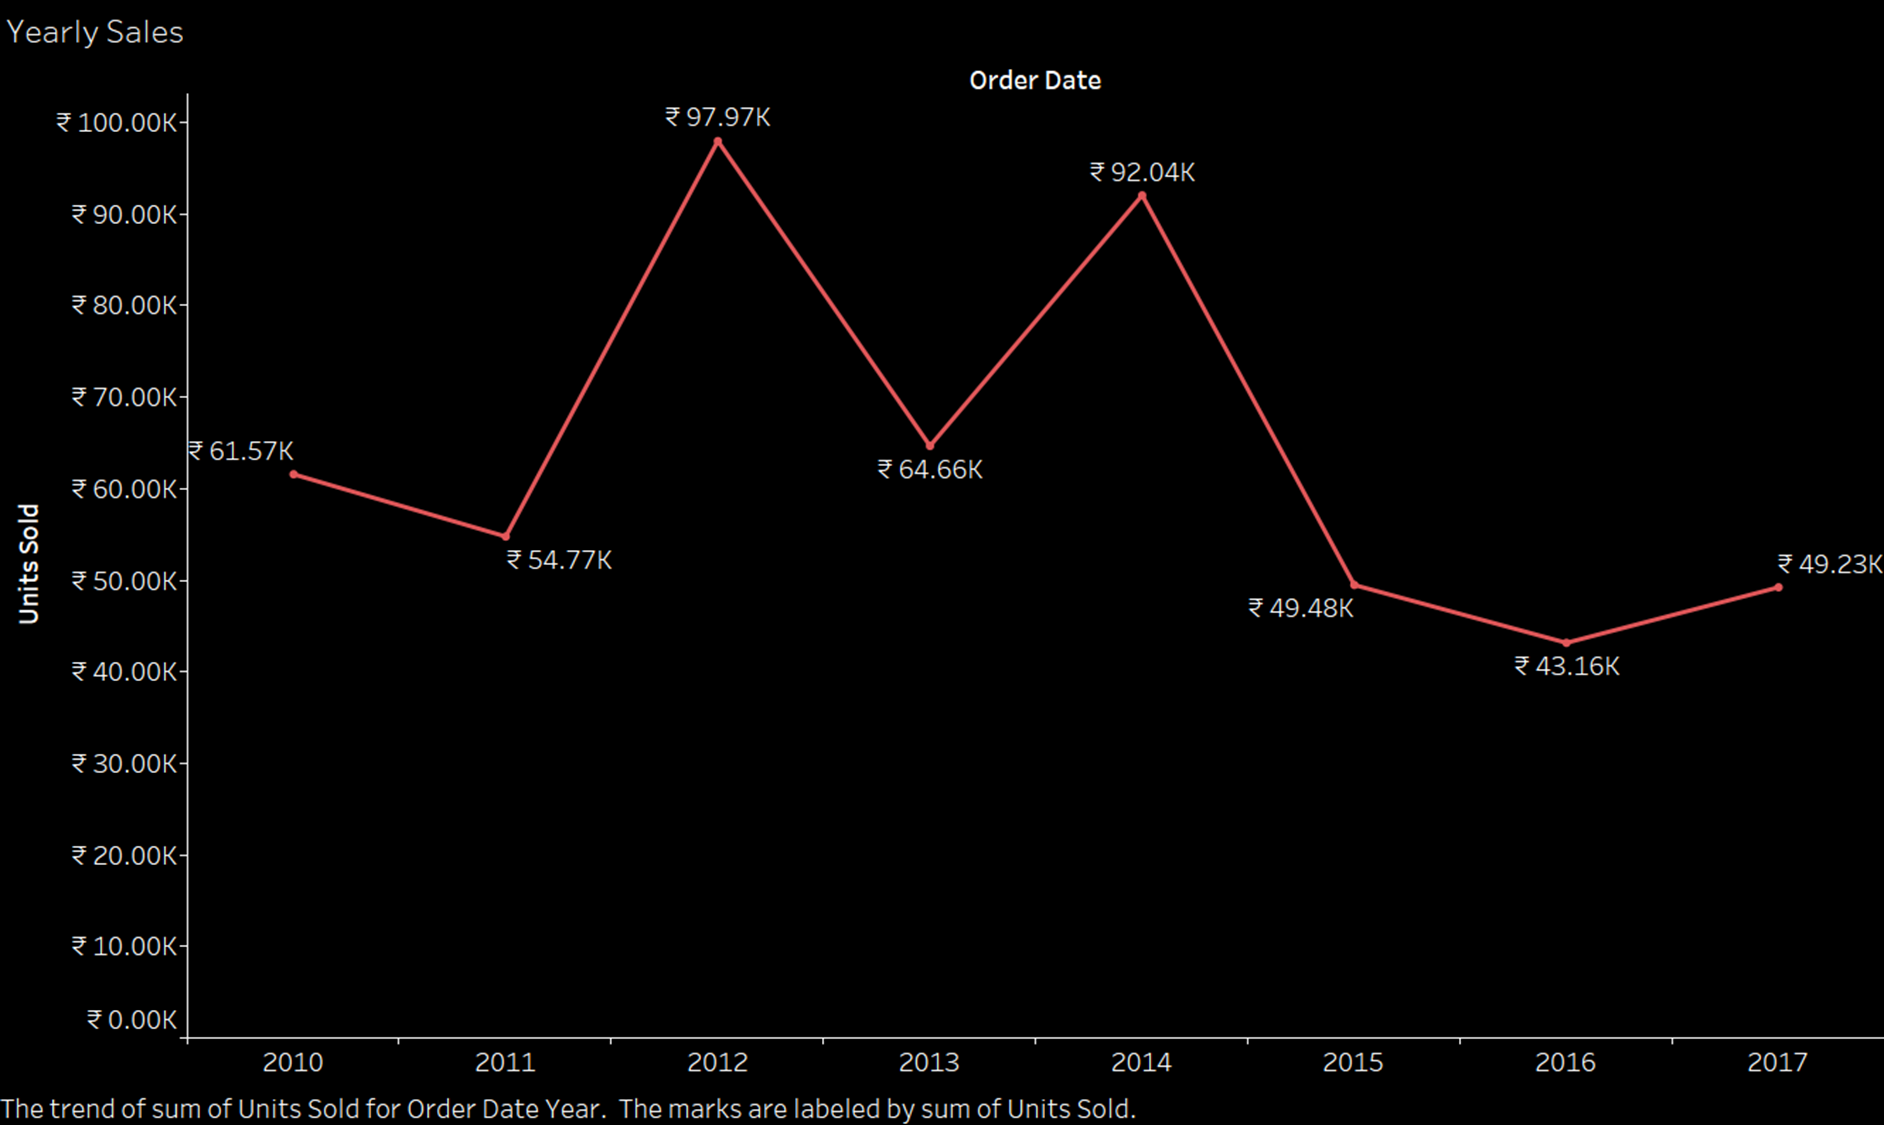 Yearly Sales
Order Date
₹ 100.00K
₹ 90.00K
₹ 80.00K
₹ 70.00K
₹ 60.00K
₹ 50.00K
₹ 40.00K
₹ 30.00K
₹ 20.00K
₹ 10.00K
₹ 0.00K
Units Sold
₹ 61.57K
₹ 54.77K
₹ 97.97K
₹ 64.66K
₹ 92.04K
₹ 49.48K
₹ 43.16K
₹ 49.23K
2010 2011 2012 2013 2014 2015 2016 2017
The trend of sum of Units Sold for Order Date Year.  The marks are labeled by sum of Units Sold.